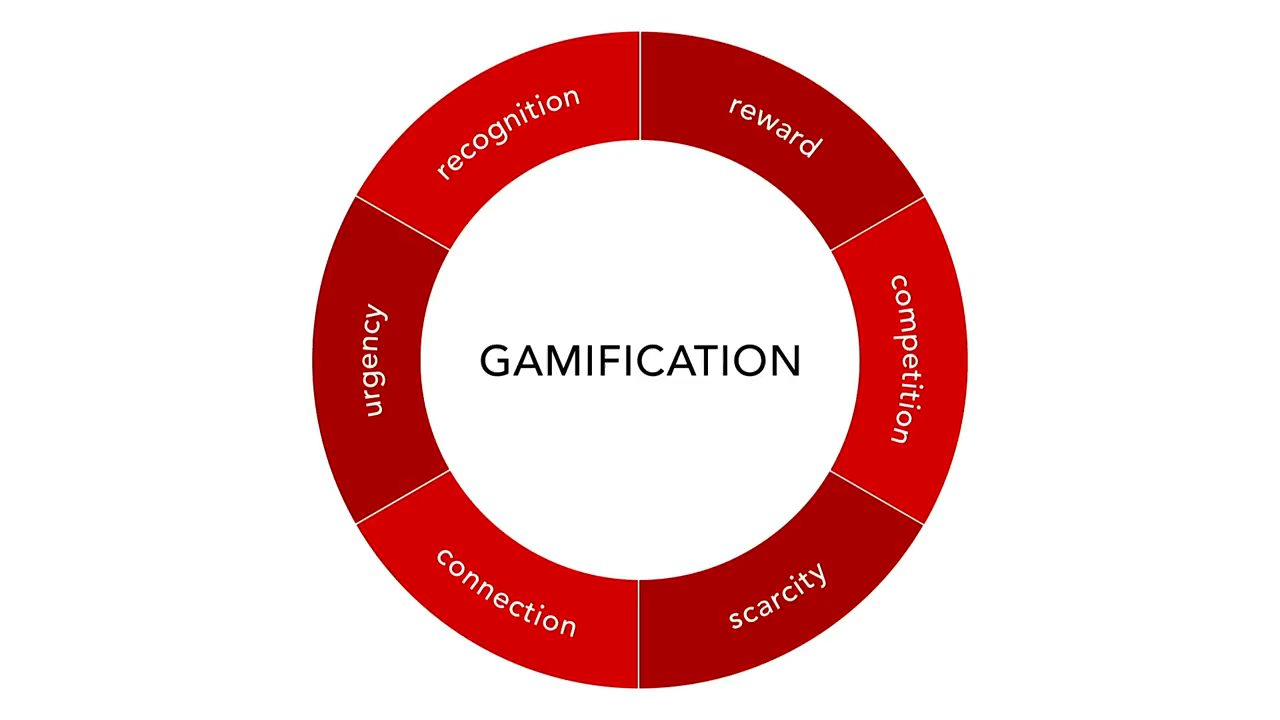 recognition
reward
urgency
competition
GAMIFICATION
connection
scarcity